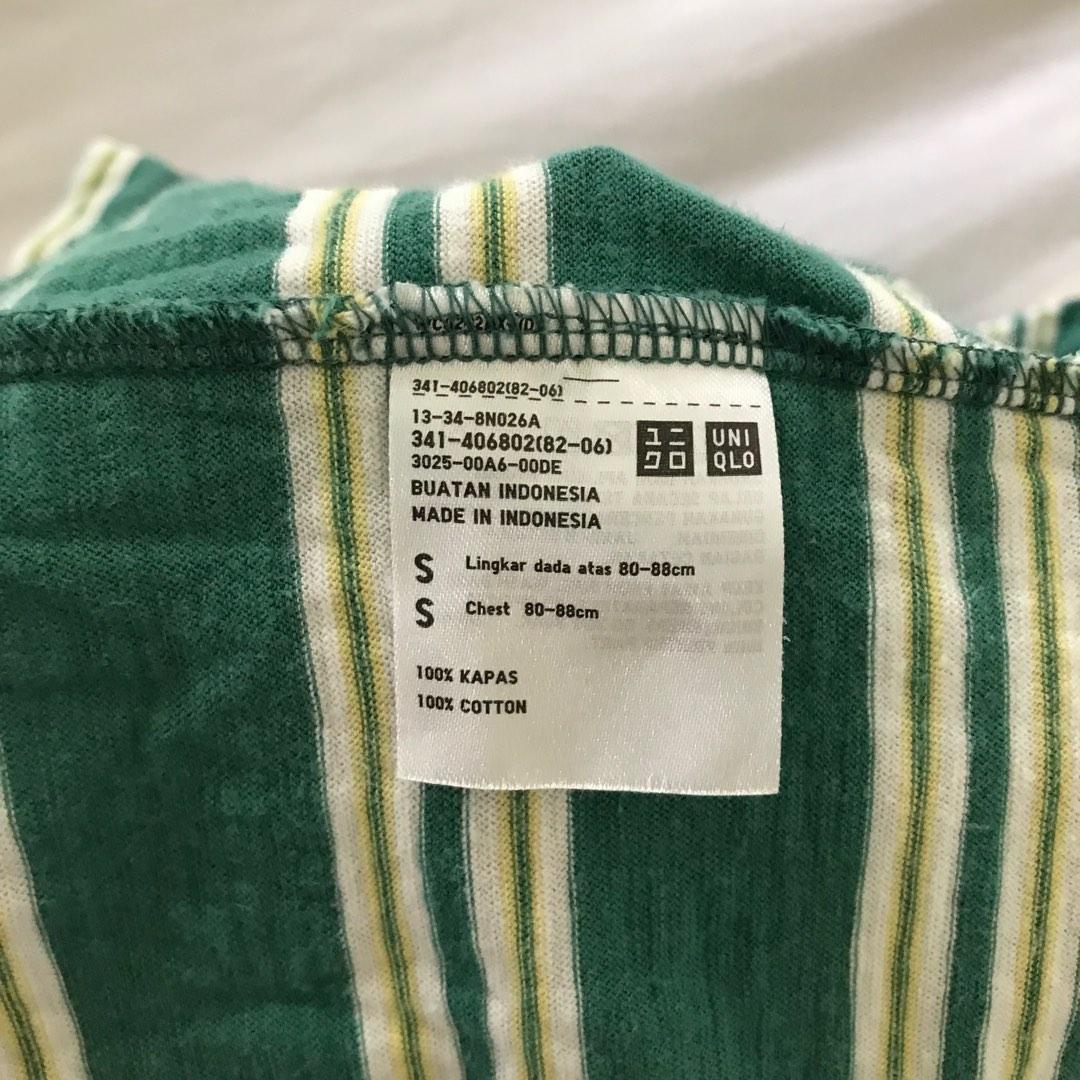 341-406802(82-06)
13-34-8N026A
341-406802(82-06)
3025-00A6-00DE
ユニ
クロ
UNI
QLO
BUATAN INDONESIA
MADE IN INDONESIA
S Lingkar dada atas 80-88cm
S Chest 80-88cm
100% KAPAS
100% COTTON